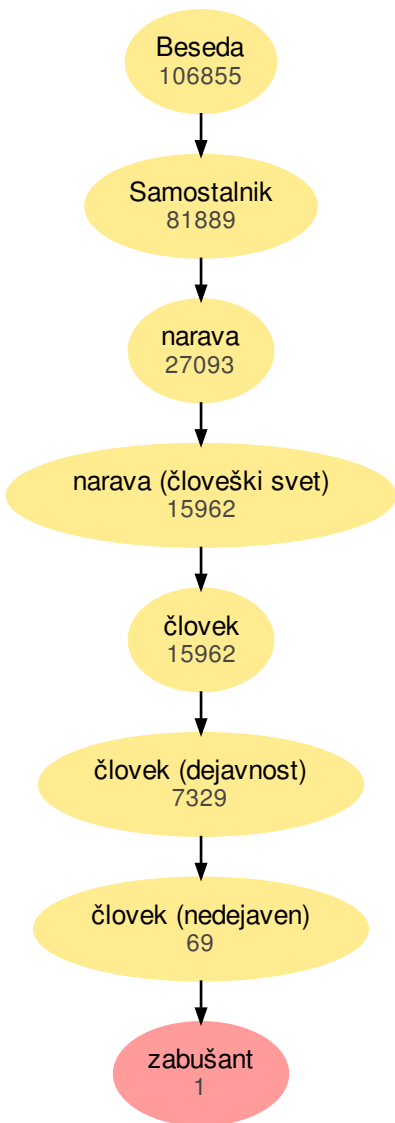 Beseda
106855
Samostalnik
81889
narava
27093
narava (človeški svet)
15962
človek
15962
človek (dejavnost)
7329
človek (nedejaven)
69
zabušant
1